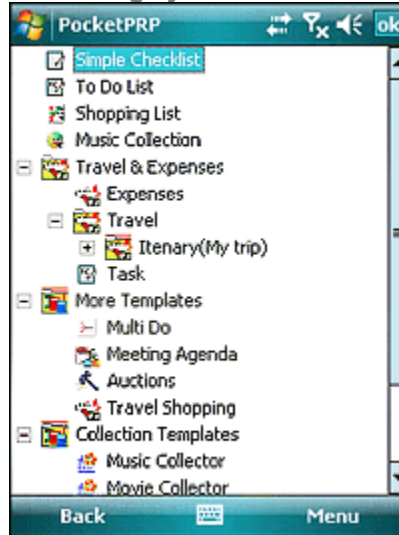 PocketPRP ok
Simple Checklist
To Do List
Shopping List
Music Collection
Travel & Expenses
Expenses
Travel
Itenary(My trip)
Task
More Templates
Multi Do
Meeting Agenda
Auctions
Travel Shopping
Collection Templates
Music Collector
Movie Collector
Back Menu